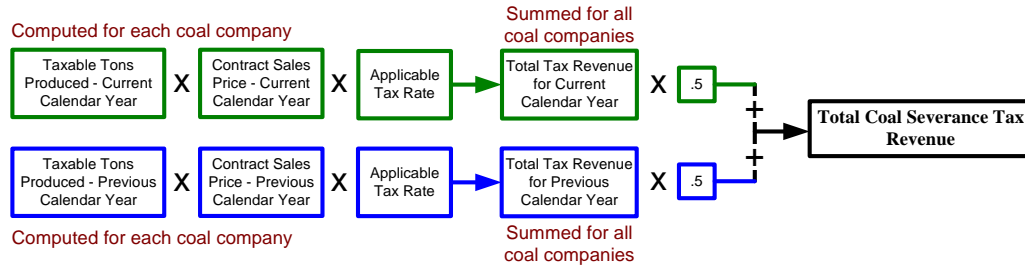 Computed for each coal company
Summed for all
coal companies
Taxable Tons
Produced - Current
Calendar Year
X
Contract Sales
Price - Current
Calendar Year
X
Applicable
Tax Rate
Total Tax Revenue
for Current
Calendar Year
X
.5
+
Total Coal Severance Tax
Revenue
+
Taxable Tons
Produced - Previous
Calendar Year
X
Contract Sales
Price - Previous
Calendar Year
X
Applicable
Tax Rate
Total Tax Revenue
for Previous
Calendar Year
X
.5
Computed for each coal company
Summed for all
coal companies